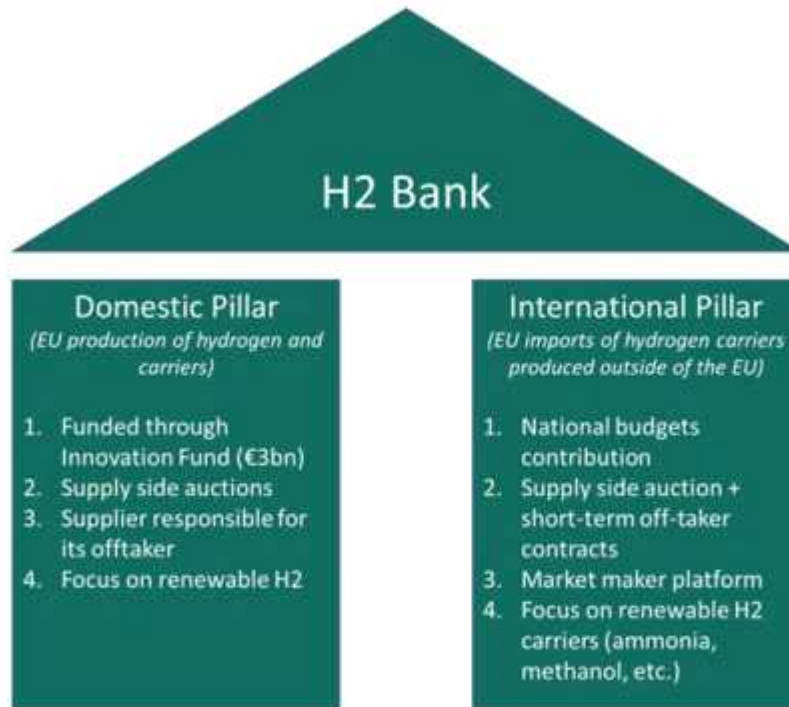 H2 Bank
Domestic Pillar
(EU production of hydrogen and
carriers)
1. Funded through
Innovation Fund (€3bn)
2. Supply side auctions
3. Supplier responsible for
its offtaker
4. Focus on renewable H2
International Pillar
(EU imports of hydrogen carriers
produced outside of the EU)
1. National budgets
contribution
2. Supply side auction +
short-term off-taker
contracts
3. Market maker platform
4. Focus on renewable H2
carriers (ammonia,
methanol, etc.)